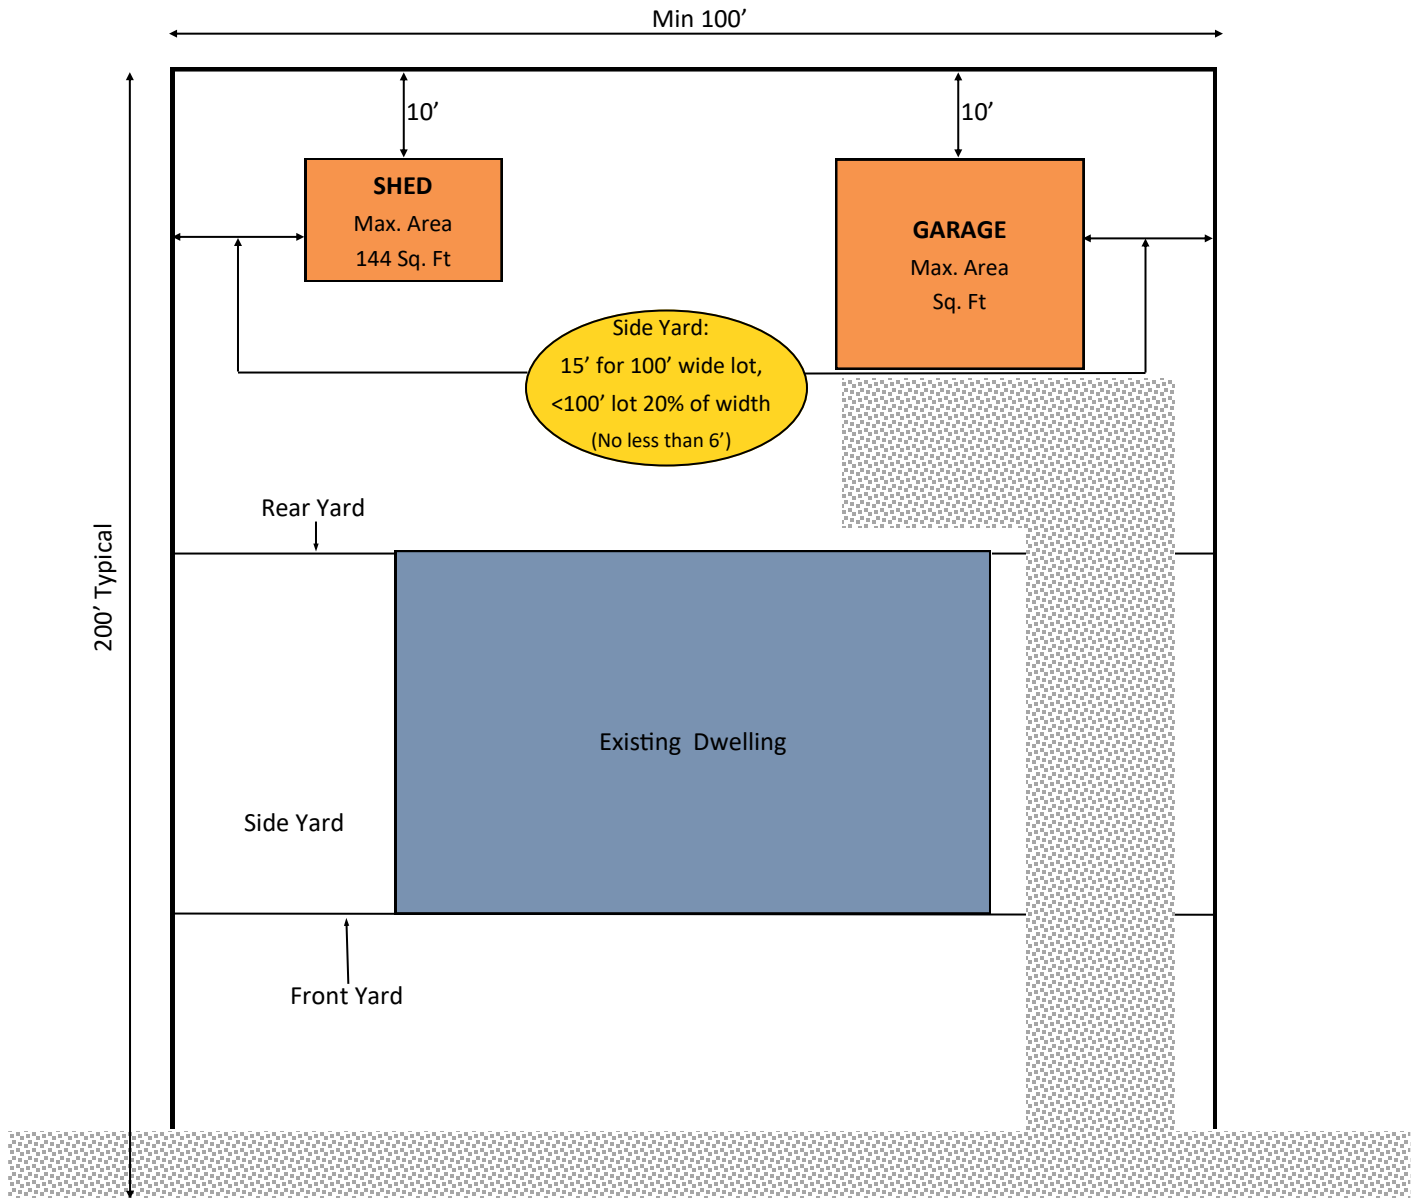 Min 100’
10’
10’
SHED
Max. Area
144 Sq. Ft
GARAGE
Max. Area
Sq. Ft
Side Yard:
15’ for 100’ wide lot,
<100’ lot 20% of width
(No less than 6’)
Rear Yard
200’ Typical
Existing  Dwelling
Side Yard
Front Yard